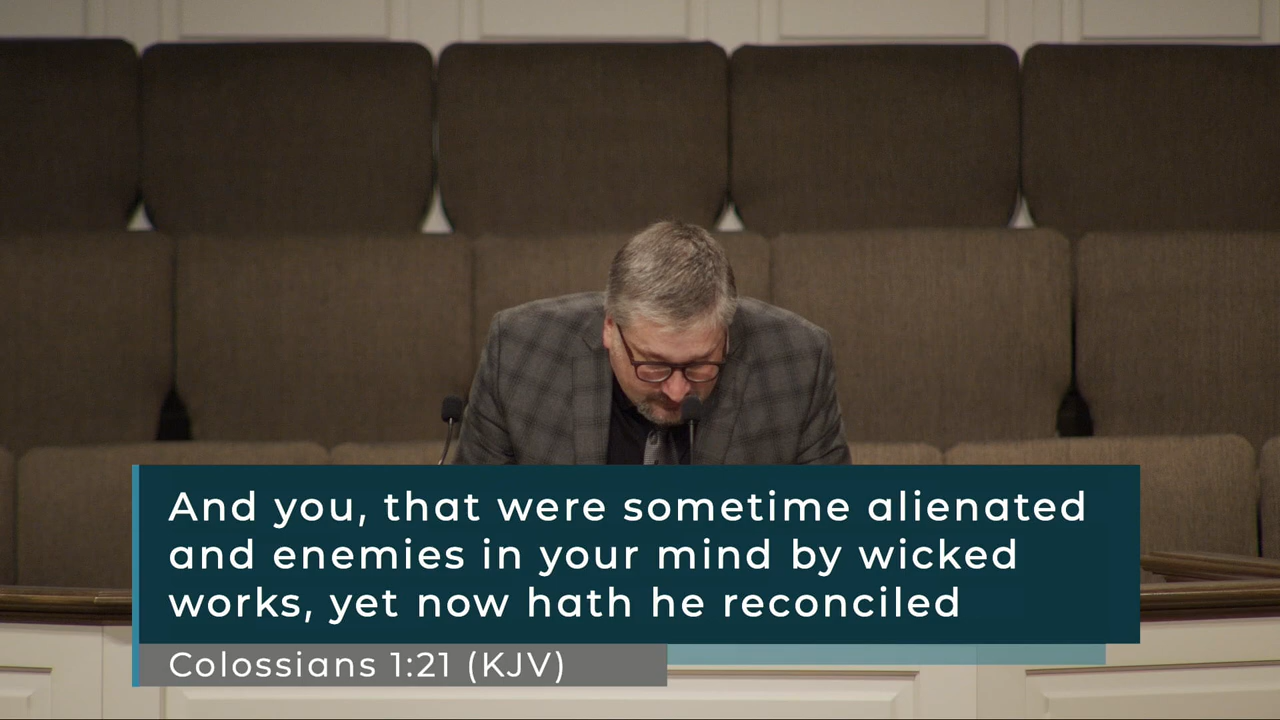 And you, that were sometime alienated
and enemies in your mind by wicked
works, yet now hath he reconciled
Colossians 1:21 (KJV)